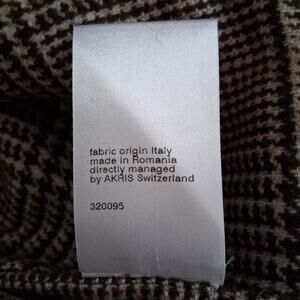 fabric origin Italy
made in Romania
directly managed
by AKRIS Switzerland
320095